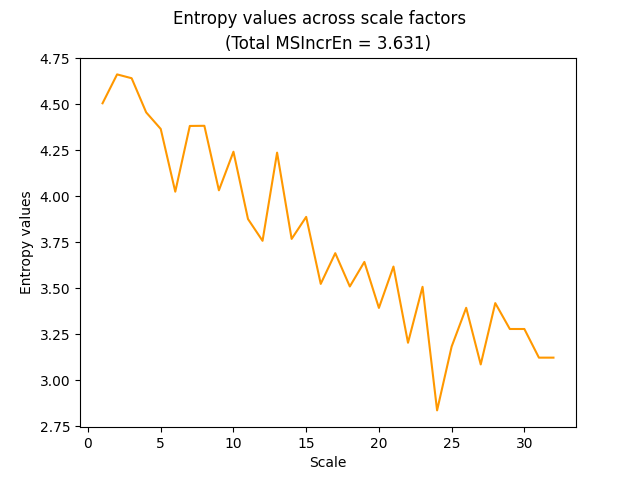 Entropy values across scale factors
(Total MSIncrEn = 3.631)
4.75
4.50
4.25
4.00
3.75
3.50
3.25
3.00
2.75
Entropy values
0 5 10 15 20 25 30
Scale